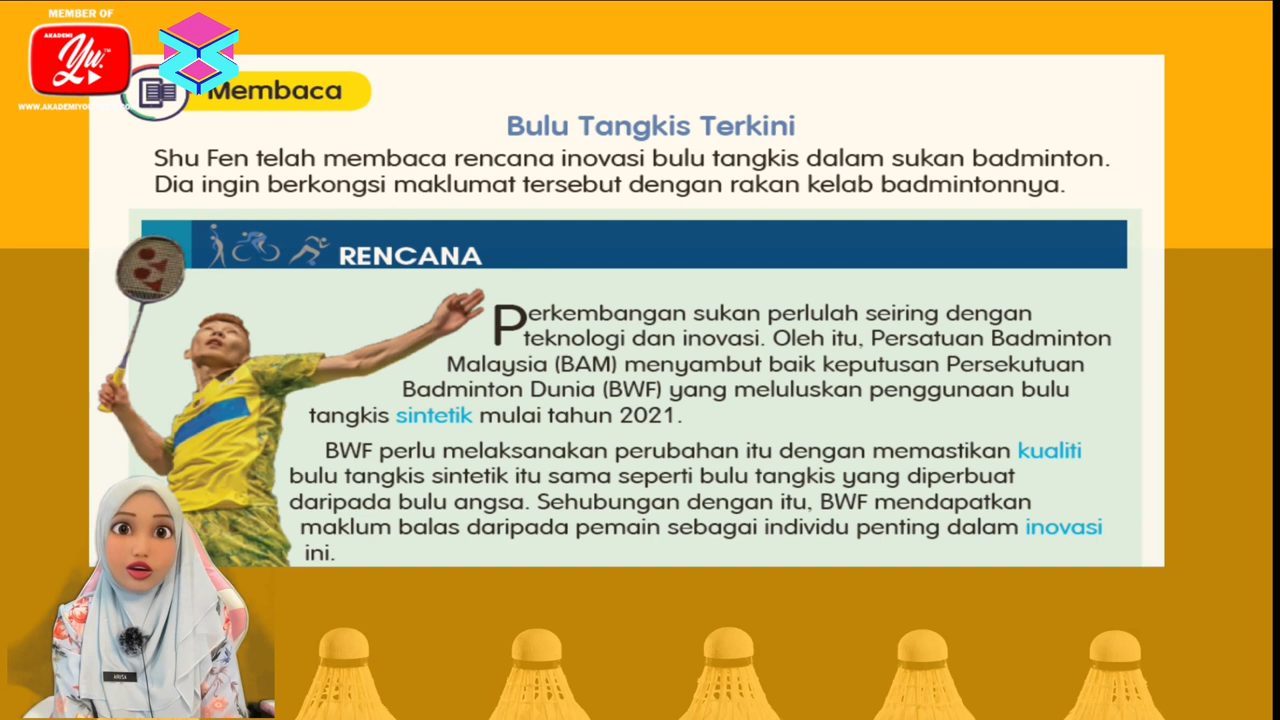 MEMBER OF
AKADEMI
Yu.
WWW.AKADEMIYO
Membaca
Bulu Tangkis Terkini
Shu Fen telah membaca rencana inovasi bulu tangkis dalam sukan badminton.
Dia ingin berkongsi maklumat tersebut dengan rakan kelab badmintonnya.
RENCANA
Perkembangan sukan perlulah seiring dengan
teknologi dan inovasi. Oleh itu, Persatuan Badminton
Malaysia (BAM) menyambut baik keputusan Persekutuan
Badminton Dunia (BWF) yang meluluskan penggunaan bulu
tangkis sintetik mulai tahun 2021.
BWF perlu melaksanakan perubahan itu dengan memastikan kualiti
bulu tangkis sintetik itu sama seperti bulu tangkis yang diperbuat
daripada bulu angsa. Sehubungan dengan itu, BWF mendapatkan
maklum balas daripada pemain sebagai individu penting dalam inovasi
ini.